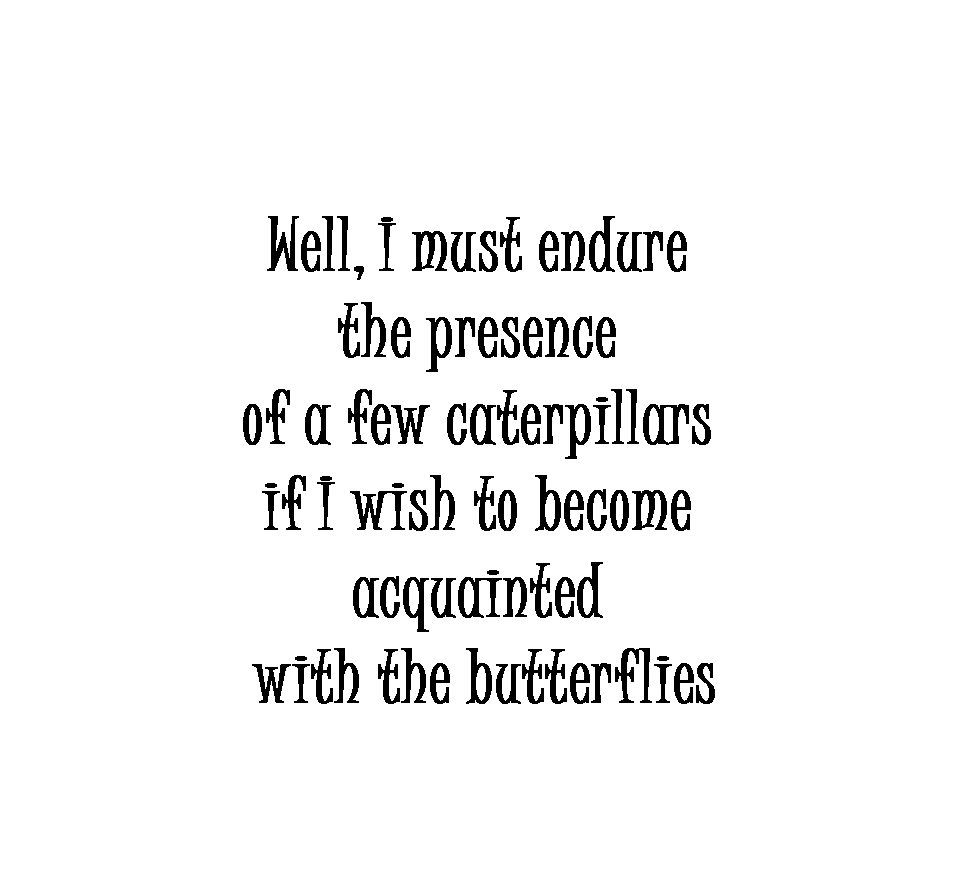 Well, I must endure
the presence
of a few caterpillars
if I wish to become
acquainted
with the butterflies